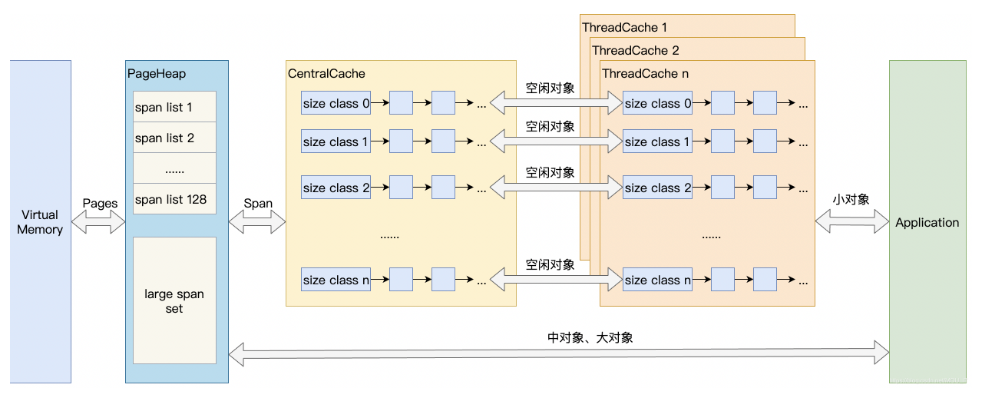 ThreadCache 1
ThreadCache 2
ThreadCache n
PageHeap
CentralCache
span list 1
span list 2
......
span list 128
large span
set
Virtual
Memory
Pages
Span
size class 0
...
空闲对象
size class 0
...
size class 1
...
空闲对象
size class 1
...
size class 2
...
空闲对象
size class 2
...
......
......
size class n
...
空闲对象
size class n
...
小对象
Application
中对象、大对象